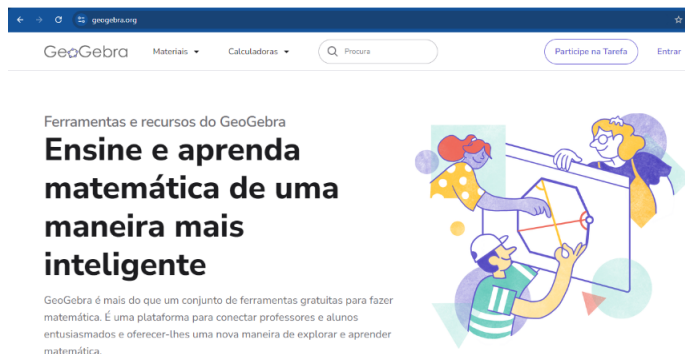 geogebra.org
GeoGebra Materiais Calculadoras Procura Participe na Tarefa Entrar
Ferramentas e recursos do GeoGebra
Ensine e aprenda
matemática de uma
maneira mais
inteligente
GeoGebra é mais do que um conjunto de ferramentas gratuitas para fazer
matemática. É uma plataforma para conectar professores e alunos
entusiasmados e oferecer-lhes uma nova maneira de explorar e aprender
matemática.